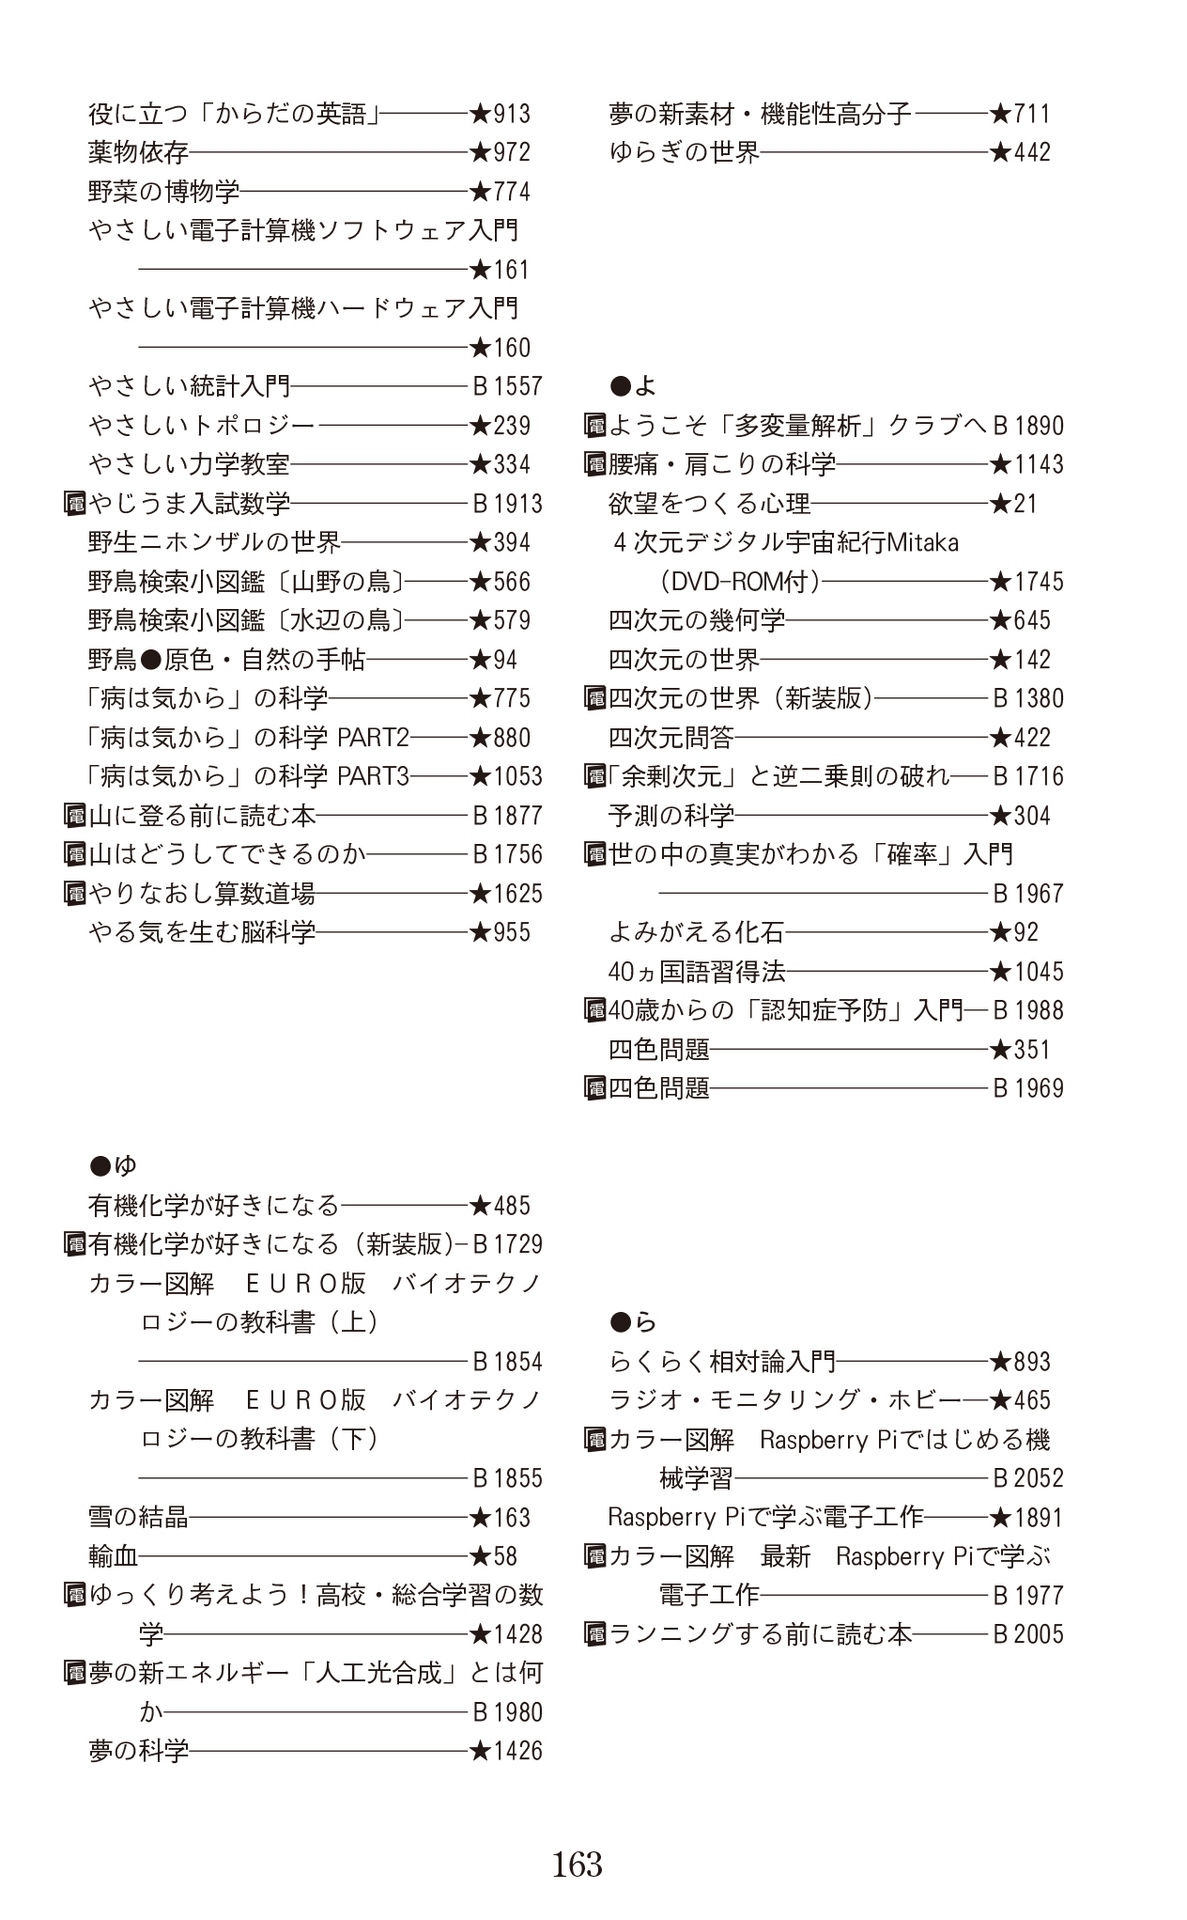 役に立つ「からだの英語」――――★913
薬物依存――――――――――★972
野菜の博物学――――――――★774
やさしい電子計算機ソフトウェア入門
――――――――――――★161
やさしい電子計算機ハードウェア入門
――――――――――――★160
やさしい統計入門――――――B1557
やさしいトポロジー―――――★239
やさしい力学教室――――――★334
電やじうま入試数学――――――B1913
野生ニホンザルの世界――――★394
野鳥検索小図鑑〔山野の鳥〕――★566
野鳥検索小図鑑〔水辺の鳥〕――★579
野鳥●原色・自然の手帖―――★94
「病は気から」の科学――――★775
「病は気から」の科学 PART2――★880
「病は気から」の科学 PART3――★1053
電山に登る前に読む本―――――B1877
電山はどうしてできるのか―――B1756
電やりなおし算数道場―――――★1625
やる気を生む脳科学―――――★955
●ゆ
有機化学が好きになる――――★485
電有機化学が好きになる（新装版）―B1729
カラー図解　ＥＵＲＯ版　バイオテクノ
ロジーの教科書（上）
――――――――――――B1854
カラー図解　ＥＵＲＯ版　バイオテクノ
ロジーの教科書（下）
――――――――――――B1855
雪の結晶――――――――――★163
輸血――――――――――――★58
電ゆっくり考えよう！高校・総合学習の数
学―――――――――――★1428
電夢の新エネルギー「人工光合成」とは何
か―――――――――――B1980
夢の科学――――――――――★1426
夢の新素材・機能性高分子―――★711
ゆらぎの世界――――――――★442
●よ
電ようこそ「多変量解析」クラブへB1890
電腰痛・肩こりの科学―――――★1143
欲望をつくる心理――――――★21
４次元デジタル宇宙紀行Mitaka
（DVD-ROM付）――――――★1745
四次元の幾何学―――――――★645
四次元の世界――――――――★142
電四次元の世界（新装版）――――B1380
四次元問答―――――――――★422
電「余剰次元」と逆二乗則の破れ―B1716
予測の科学―――――――――★304
電世の中の真実がわかる「確率」入門
――――――――――――B1967
よみがえる化石―――――――★92
40ヵ国語習得法―――――――★1045
電40歳からの「認知症予防」入門―B1988
四色問題――――――――――★351
電四色問題――――――――――B1969
●ら
らくらく相対論入門―――――★893
ラジオ・モニタリング・ホビー―★465
電カラー図解　Raspberry Piではじめる機
械学習―――――――――B2052
Raspberry Piで学ぶ電子工作――★1891
電カラー図解　最新　Raspberry Piで学ぶ
電子工作――――――――B1977
電ランニングする前に読む本―――B2005
163